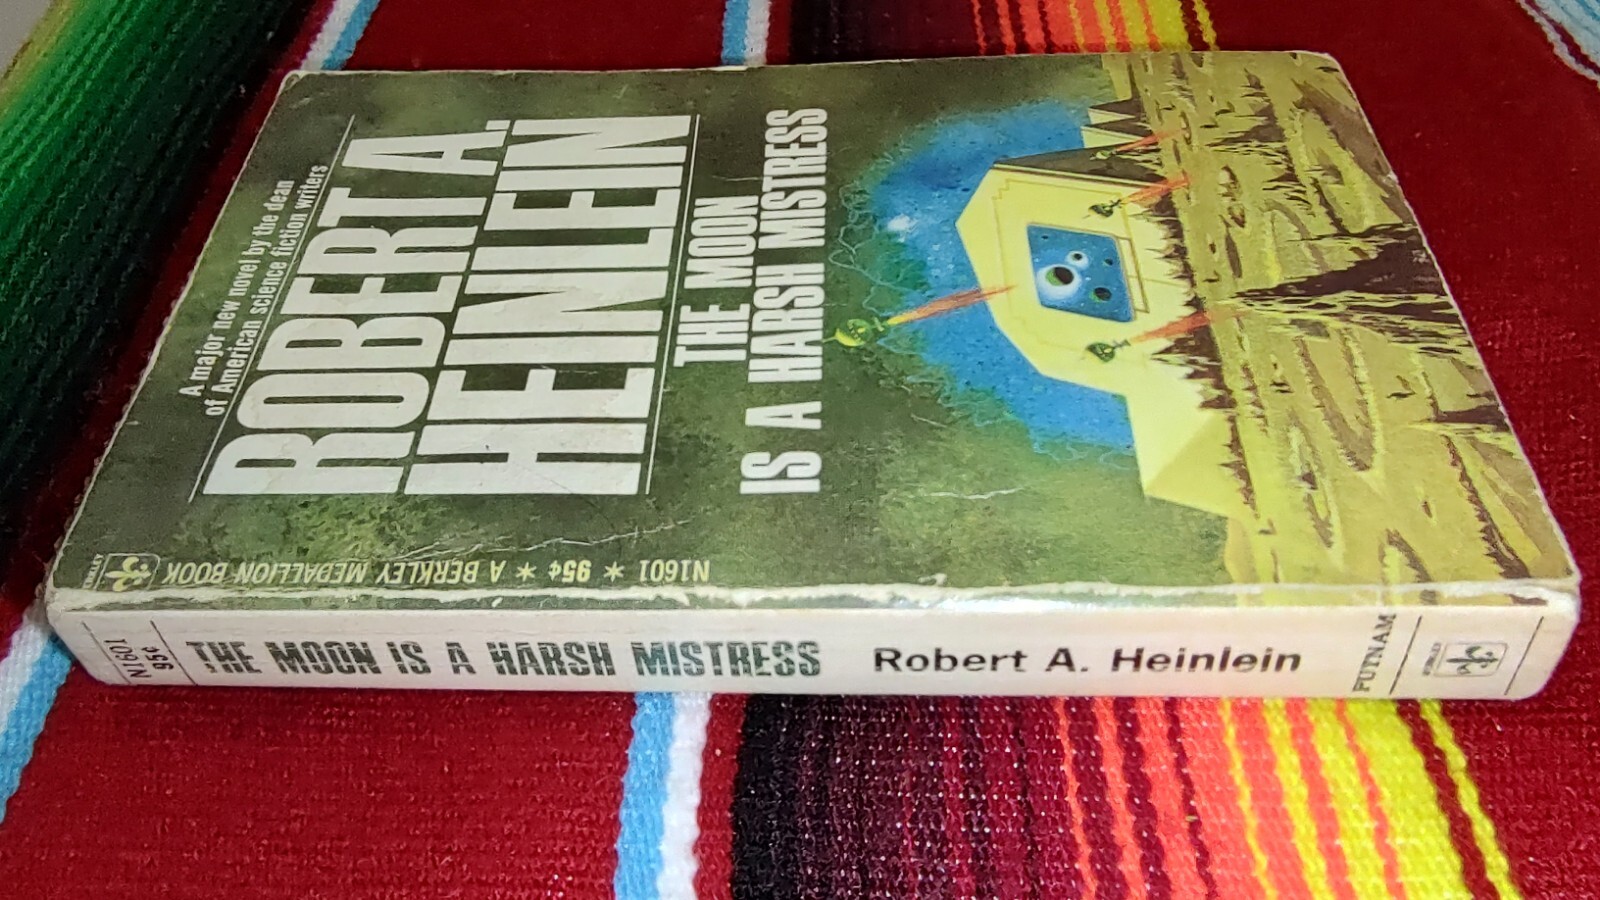 A major new novel by the dean
of American science fiction writers
ROBERT A.
HEINLEIN
THE MOON
IS A HARSH MISTRESS
N1601 * 95¢ * A BERKLEY MEDALLION BOOK
N1601
95¢
THE MOON IS A HARSH MISTRESS
Robert A. Heinlein
PUTNAM
BERKLEY